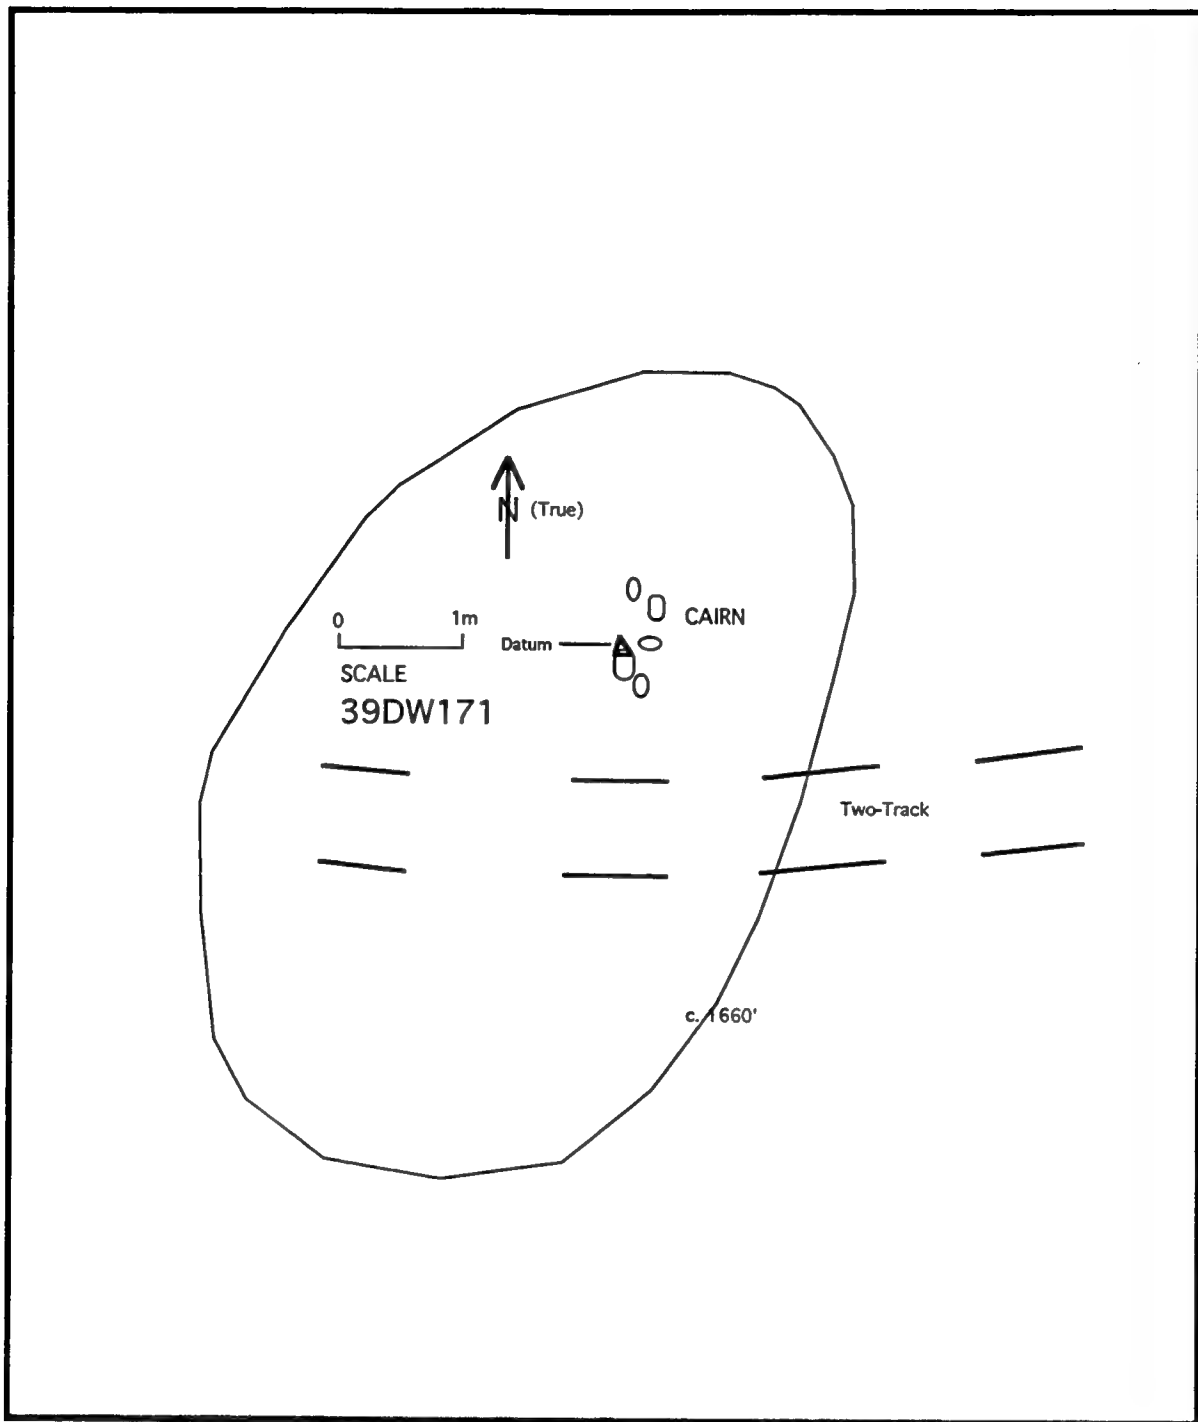 N (True)
0 1m
CAIRN
Datum
SCALE
39DW171
Two-Track
c. 1660'